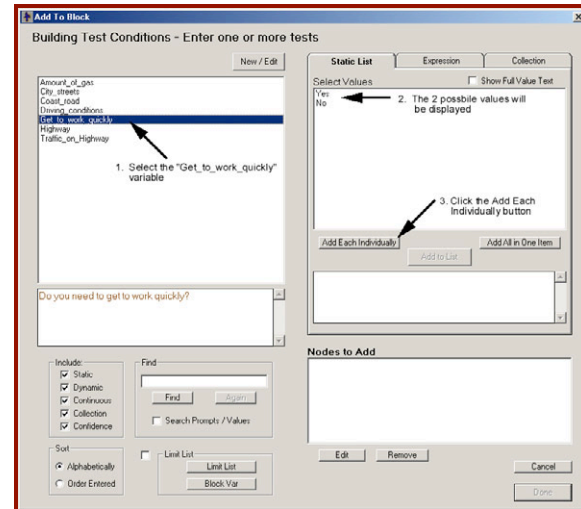 Add To Block
Building Test Conditions - Enter one or more tests
New / Edit
Amount_of_gas
City_streets
Coast_road
Driving_conditions
Get_to_work_quickly
Highway
Traffic_on_Highway
1. Select the "Get_to_work_quickly"
variable
Do you need to get to work quickly?
Static List
Expression
Collection
Select Values
Show Full Value Text
Yes
No
2. The 2 possbile values will
be displayed
3. Click the Add Each
Individually button
Add Each Individually
Add All in One Item
Add to List
Include:
Static
Dynamic
Continuous
Collection
Confidence
Find
Find
Again
Search Prompts / Values
Sort
Alphabetically
Order Entered
Limit List
Limit List
Block Var
Nodes to Add
Edit
Remove
Cancel
Done